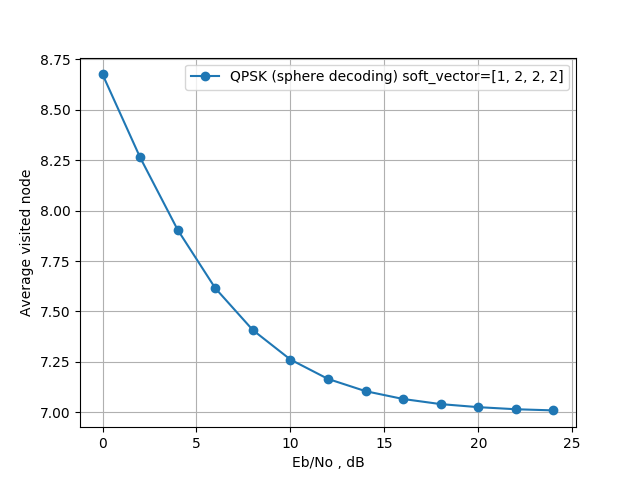 QPSK (sphere decoding) soft_vector=[1, 2, 2, 2]
8.75
8.50
8.25
8.00
7.75
7.50
7.25
7.00
Average visited node
0 5 10 15 20 25
Eb/No , dB